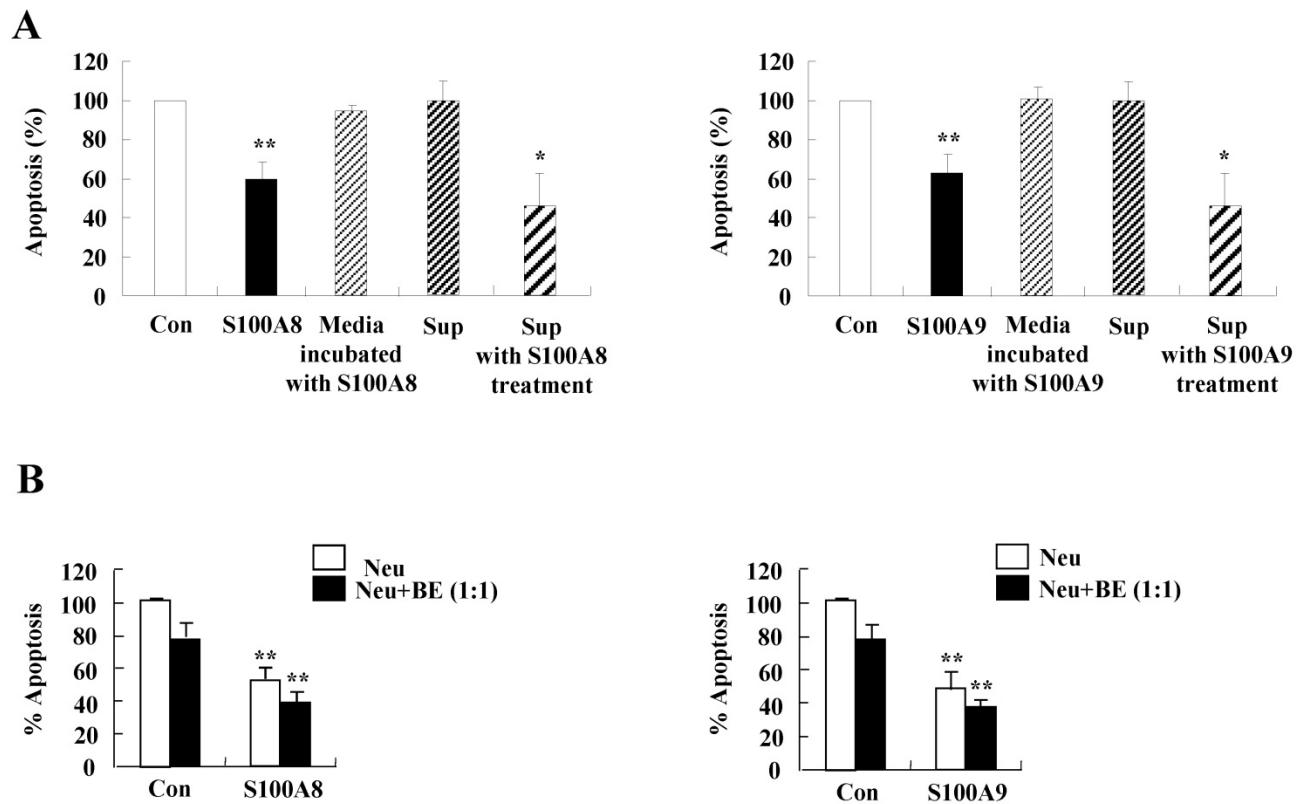 A
120
100
80
60
40
20
0
Apoptosis (%)
**
*
Con
S100A8
Media
incubated
with S100A8
Sup
Sup
with S100A8
treatment
120
100
80
60
40
20
0
Apoptosis (%)
**
*
Con
S100A9
Media
incubated
with S100A9
Sup
Sup
with S100A9
treatment
B
Neu
Neu+BE (1:1)
120
100
80
60
40
20
0
% Apoptosis
**
**
Con
S100A8
Neu
Neu+BE (1:1)
120
100
80
60
40
20
0
% Apoptosis
**
**
Con
S100A9